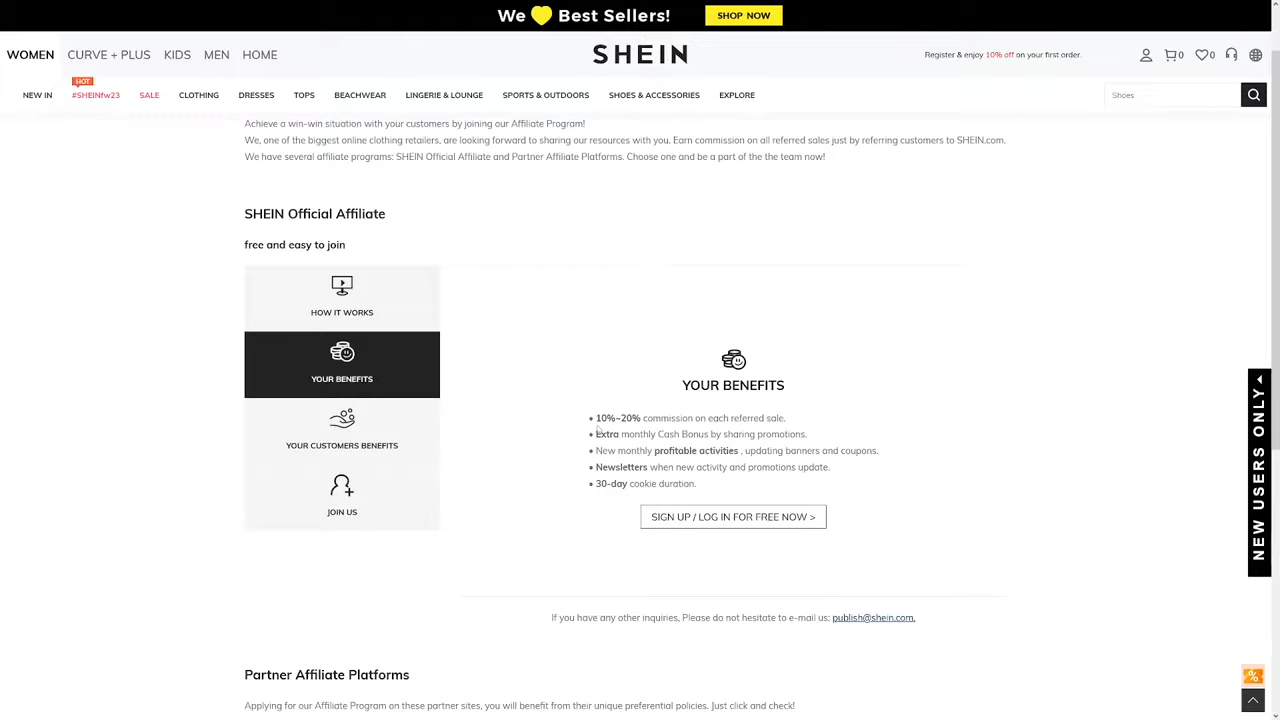 We Best Sellers!
SHOP NOW
WOMEN CURVE + PLUS KIDS MEN HOME
SHEIN
Register & enjoy 10% off on your first order.
0 0
HOT
NEW IN #SHEINfw23 SALE CLOTHING DRESSES TOPS BEACHWEAR LINGERIE & LOUNGE SPORTS & OUTDOORS SHOES & ACCESSORIES EXPLORE
Shoes
Achieve a win-win situation with your customers by joining our Affiliate Program!
We, one of the biggest online clothing retailers, are looking forward to sharing our resources with you. Earn commission on all referred sales just by referring customers to SHEIN.com.
We have several affiliate programs: SHEIN Official Affiliate and Partner Affiliate Platforms. Choose one and be a part of the the team now!
SHEIN Official Affiliate
free and easy to join
HOW IT WORKS
YOUR BENEFITS
YOUR CUSTOMERS BENEFITS
JOIN US
YOUR BENEFITS
• 10%~20% commission on each referred sale.
• Extra monthly Cash Bonus by sharing promotions.
• New monthly profitable activities , updating banners and coupons.
• Newsletters when new activity and promotions update.
• 30-day cookie duration.
SIGN UP / LOG IN FOR FREE NOW >
NEW USERS ONLY
If you have any other inquiries, Please do not hesitate to e-mail us: publish@shein.com.
Partner Affiliate Platforms
Applying for our Affiliate Program on these partner sites, you will benefit from their unique preferential policies. Just click and check!
%